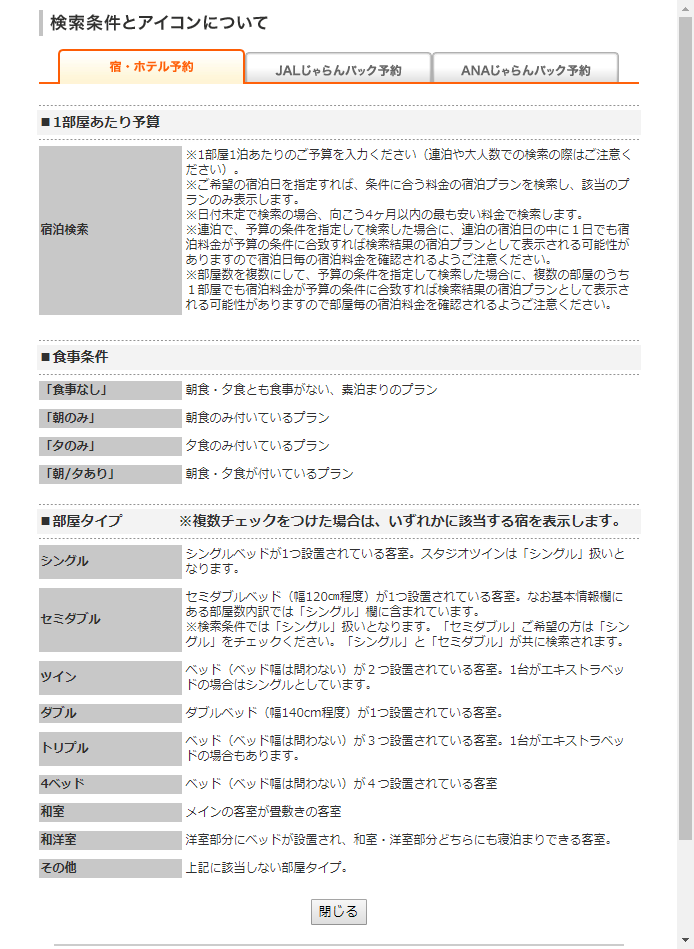 検索条件とアイコンについて
宿・ホテル予約
JALじゃらんパック予約
ANAじゃらんパック予約
■1部屋あたり予算
宿泊検索
※1部屋1泊あたりのご予算を入力ください（連泊や大人数での検索の際はご注意く
ださい）。
※ご希望の宿泊日を指定すれば、条件に合う料金の宿泊プランを検索し、該当のプ
ランのみ表示します。
※日付未定で検索の場合、向こう4ヶ月以内の最も安い料金で検索します。
※連泊で、予算の条件を指定して検索した場合に、連泊の宿泊日の中に１日でも宿
泊料金が予算の条件に合致すれば検索結果の宿泊プランとして表示される可能性が
ありますので宿泊日毎の宿泊料金を確認されるようご注意ください。
※部屋数を複数にして、予算の条件を指定して検索した場合に、複数の部屋のうち
１部屋でも宿泊料金が予算の条件に合致すれば検索結果の宿泊プランとして表示さ
れる可能性がありますので部屋毎の宿泊料金を確認されるようご注意ください。
■食事条件
「食事なし」 朝食・夕食とも食事がない、素泊まりのプラン
「朝のみ」 朝食のみ付いているプラン
「夕のみ」 夕食のみ付いているプラン
「朝/夕あり」 朝食・夕食が付いているプラン
■部屋タイプ ※複数チェックをつけた場合は、いずれかに該当する宿を表示します。
シングル
シングルベッドが1つ設置されている客室。スタジオツインは「シングル」扱いと
なります。
セミダブル
セミダブルベッド（幅120㎝程度）が1つ設置されている客室。なお基本情報欄に
ある部屋数内訳では「シングル」欄に含まれています。
※検索条件では「シングル」扱いとなります。「セミダブル」ご希望の方は「シン
グル」をチェックください。「シングル」と「セミダブル」が共に検索されます。
ツイン
ベッド（ベッド幅は問わない）が２つ設置されている客室。1台がエキストラベッ
ドの場合はシングルとしています。
ダブル ダブルベッド（幅140cm程度）が1つ設置されている客室。
トリプル
ベッド（ベッド幅は問わない）が３つ設置されている客室。1台がエキストラベッ
ドの場合もあります。
4ベッド ベッド（ベッド幅は問わない）が４つ設置されている客室
和室 メインの客室が畳敷きの客室
和洋室 洋室部分にベッドが設置され、和室・洋室部分どちらにも寝泊まりできる客室。
その他 上記に該当しない部屋タイプ。
閉じる